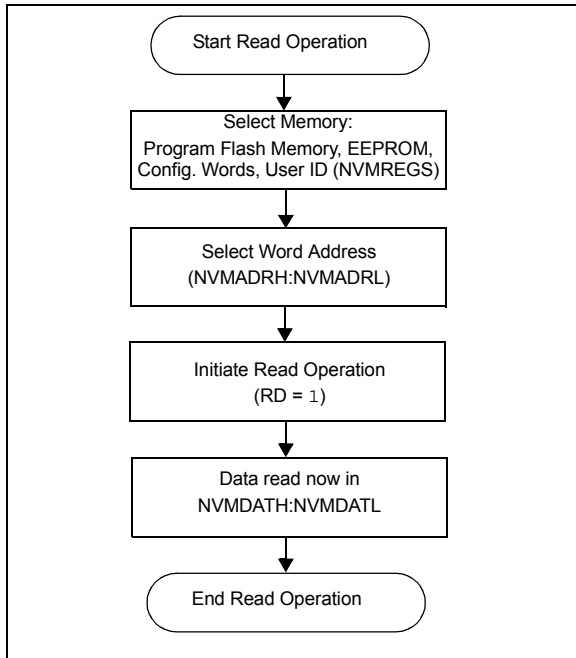 Start Read Operation
Select Memory:
Program Flash Memory, EEPROM,
Config. Words, User ID (NVMREGS)
Select Word Address
(NVMADRH:NVMADRL)
Initiate Read Operation
(RD = 1)
Data read now in
NVMDATH:NVMDATL
End Read Operation